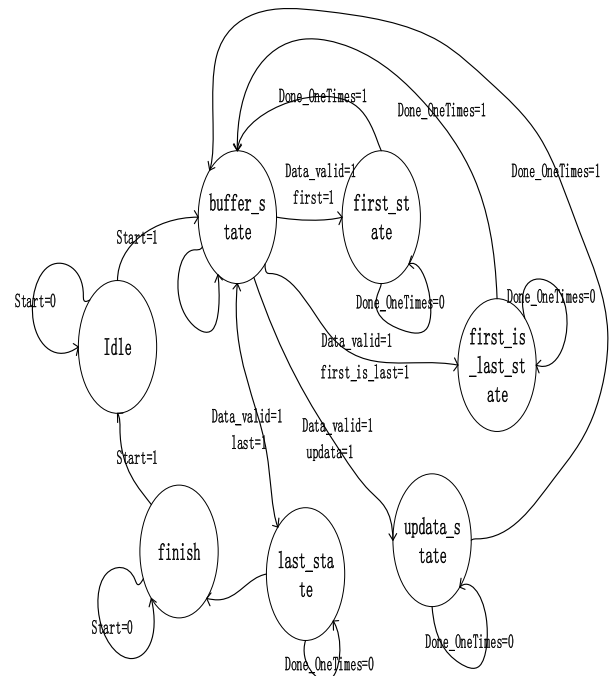 Done_OneTimes=1
Done_OneTimes=1
Done_OneTimes=1
Data_valid=1
first=1
buffer_s
tate
first_st
ate
Start=1
Start=0
Done_OneTimes=0
Done_OneTimes=0
Idle
Data_valid=1
first_is_last=1
first_is
_last_st
ate
Data_valid=1
last=1
Data_valid=1
updata=1
Start=1
finish
last_sta
te
updata_s
tate
Start=0
Done_OneTimes=0
Done_OneTimes=0